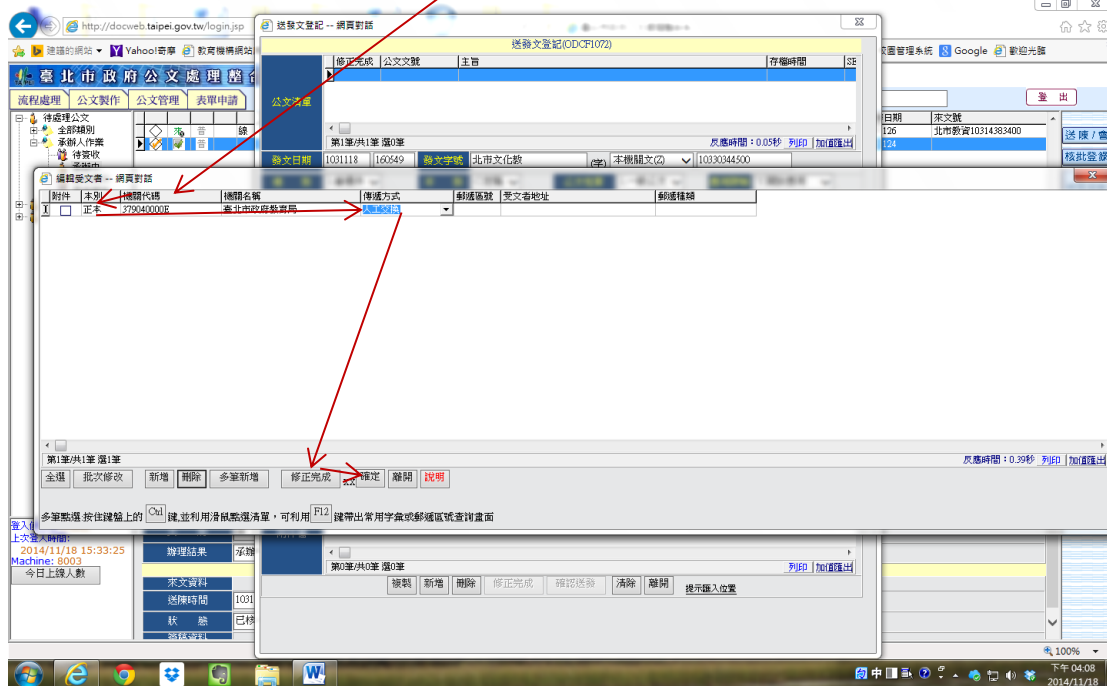 http://docweb.taipei.gov.tw/login.jsp
送發文登記 -- 網頁對話
建議的網站 Yahoo!奇摩 教育機構網站
送發文登記(ODCF1072)
校園管理系統 Google 歡迎光臨
臺北市政府公文處理整合
修正完成 公文文號 主旨 存檔時間
流程處理 公文製作 公文管理 表單申請
公文清單
登 出
待處理公文
全部類別
承辦人作業
待簽收
第1筆/共1筆 選0筆 反應時間：0.05秒 列印 加值匯出
日期 來文號
126 北市教資10314383400
124
送陳/會
核批登錄
發文日期 1031118 160549 發文字號 北市文化數 (字) 本機關文(Z) 10330344500
編輯受文者 -- 網頁對話
附件 本別 機關代碼 機關名稱 傳遞方式 郵遞區號 受文者地址 郵遞種類
正本 379040000E 臺北市政府教育局 人工交換
第1筆/共1筆 選1筆 反應時間：0.39秒 列印 加值匯出
全選 批次修改 新增 刪除 多筆新增 修正完成 確定 離開 說明
多筆點選:按住鍵盤上的 Ctrl 鍵,並利用滑鼠點選清單，可利用 F12 鍵帶出常用字彙或郵遞區號查詢畫面
上次登入時間:
2014/11/18 15:33:25
Machine: 8003
今日上線人數
辦理結果 承辦
來文資料
送陳時間 1031
狀 態 已核
第0筆/共0筆 選0筆 列印 加值匯出
複製 新增 刪除 修正完成 確認送發 清除 離開 提示匯入位置
100%
中
下午 04:08
2014/11/18